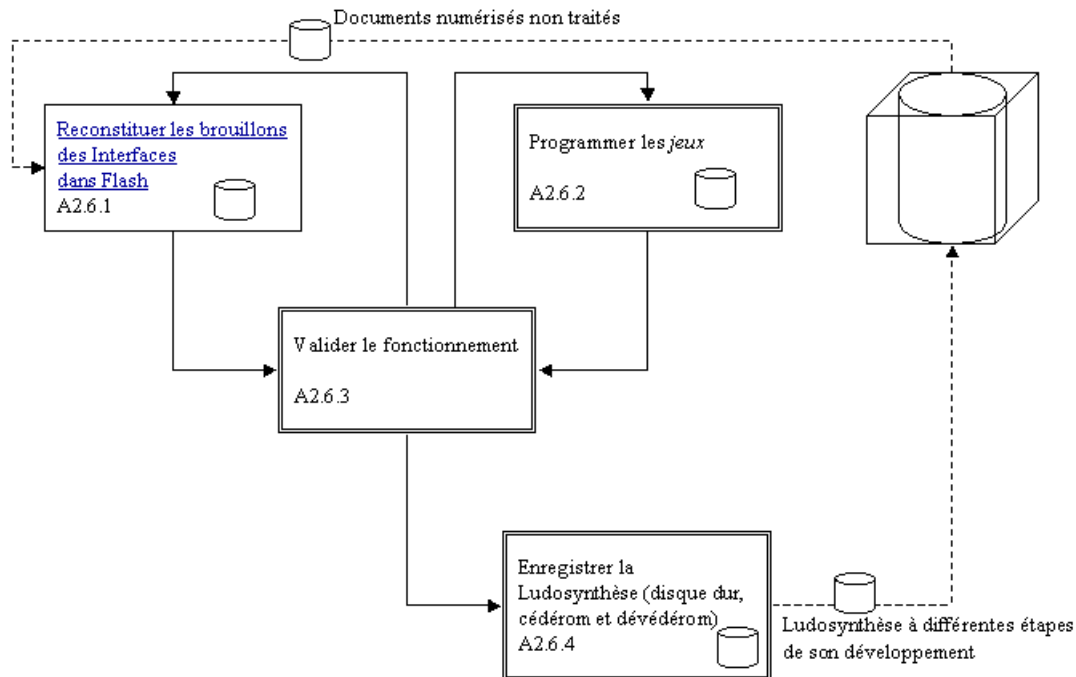 Documents numérisés non traités
Reconstituer les brouillons
des Interfaces
dans Flash
A2.6.1
Programmer les jeux
A2.6.2
Valider le fonctionnement
A2.6.3
Enregistrer la
Ludosynthèse (disque dur,
cédérom et dévédérom)
A2.6.4
Ludosynthèse à différentes étapes
de son développement